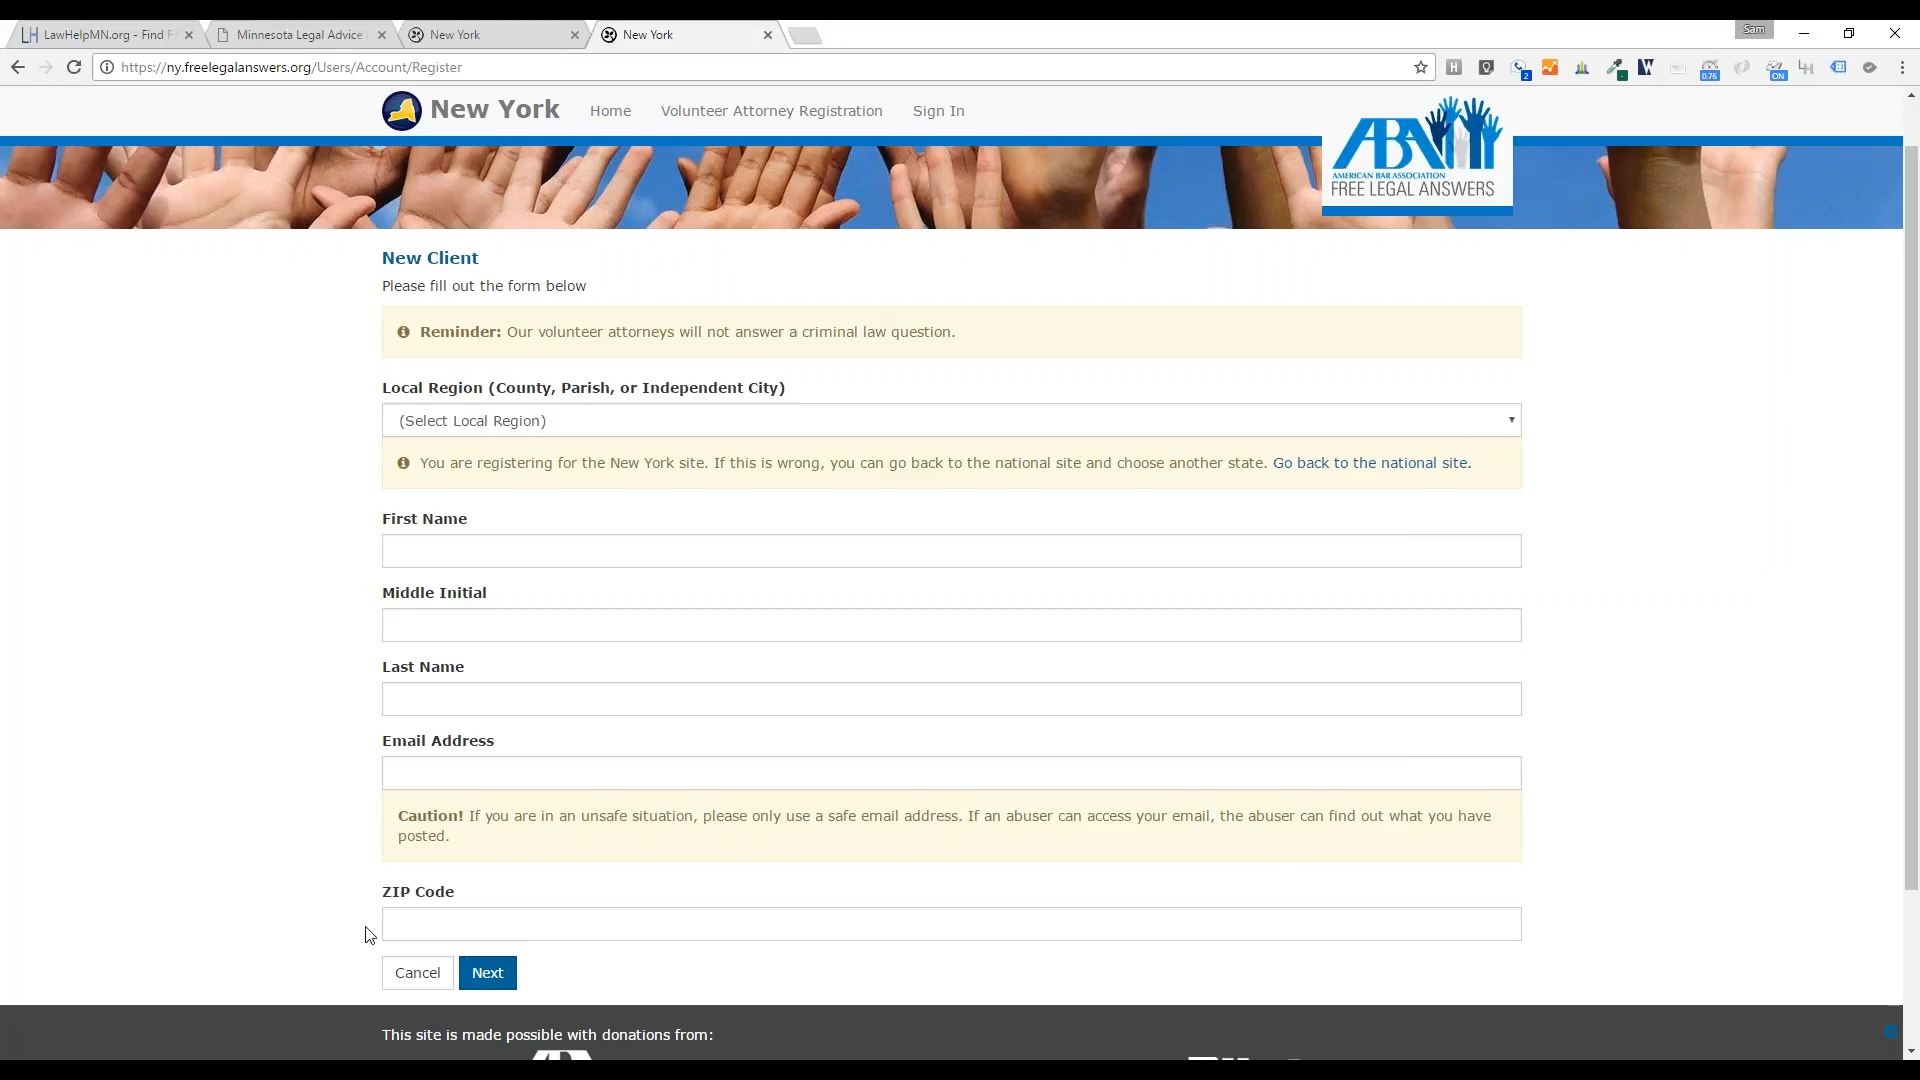 LawHelpMN.org - Find F
Minnesota Legal Advice
New York
New York
Sam
https://ny.freelegalanswers.org/Users/Account/Register
2
0.76
ON
New York
Home
Volunteer Attorney Registration
Sign In
ABA
AMERICAN BAR ASSOCIATION
FREE LEGAL ANSWERS
New Client
Please fill out the form below
Reminder: Our volunteer attorneys will not answer a criminal law question.
Local Region (County, Parish, or Independent City)
(Select Local Region)
You are registering for the New York site. If this is wrong, you can go back to the national site and choose another state. Go back to the national site.
First Name
Middle Initial
Last Name
Email Address
Caution! If you are in an unsafe situation, please only use a safe email address. If an abuser can access your email, the abuser can find out what you have
posted.
ZIP Code
Cancel
Next
This site is made possible with donations from: